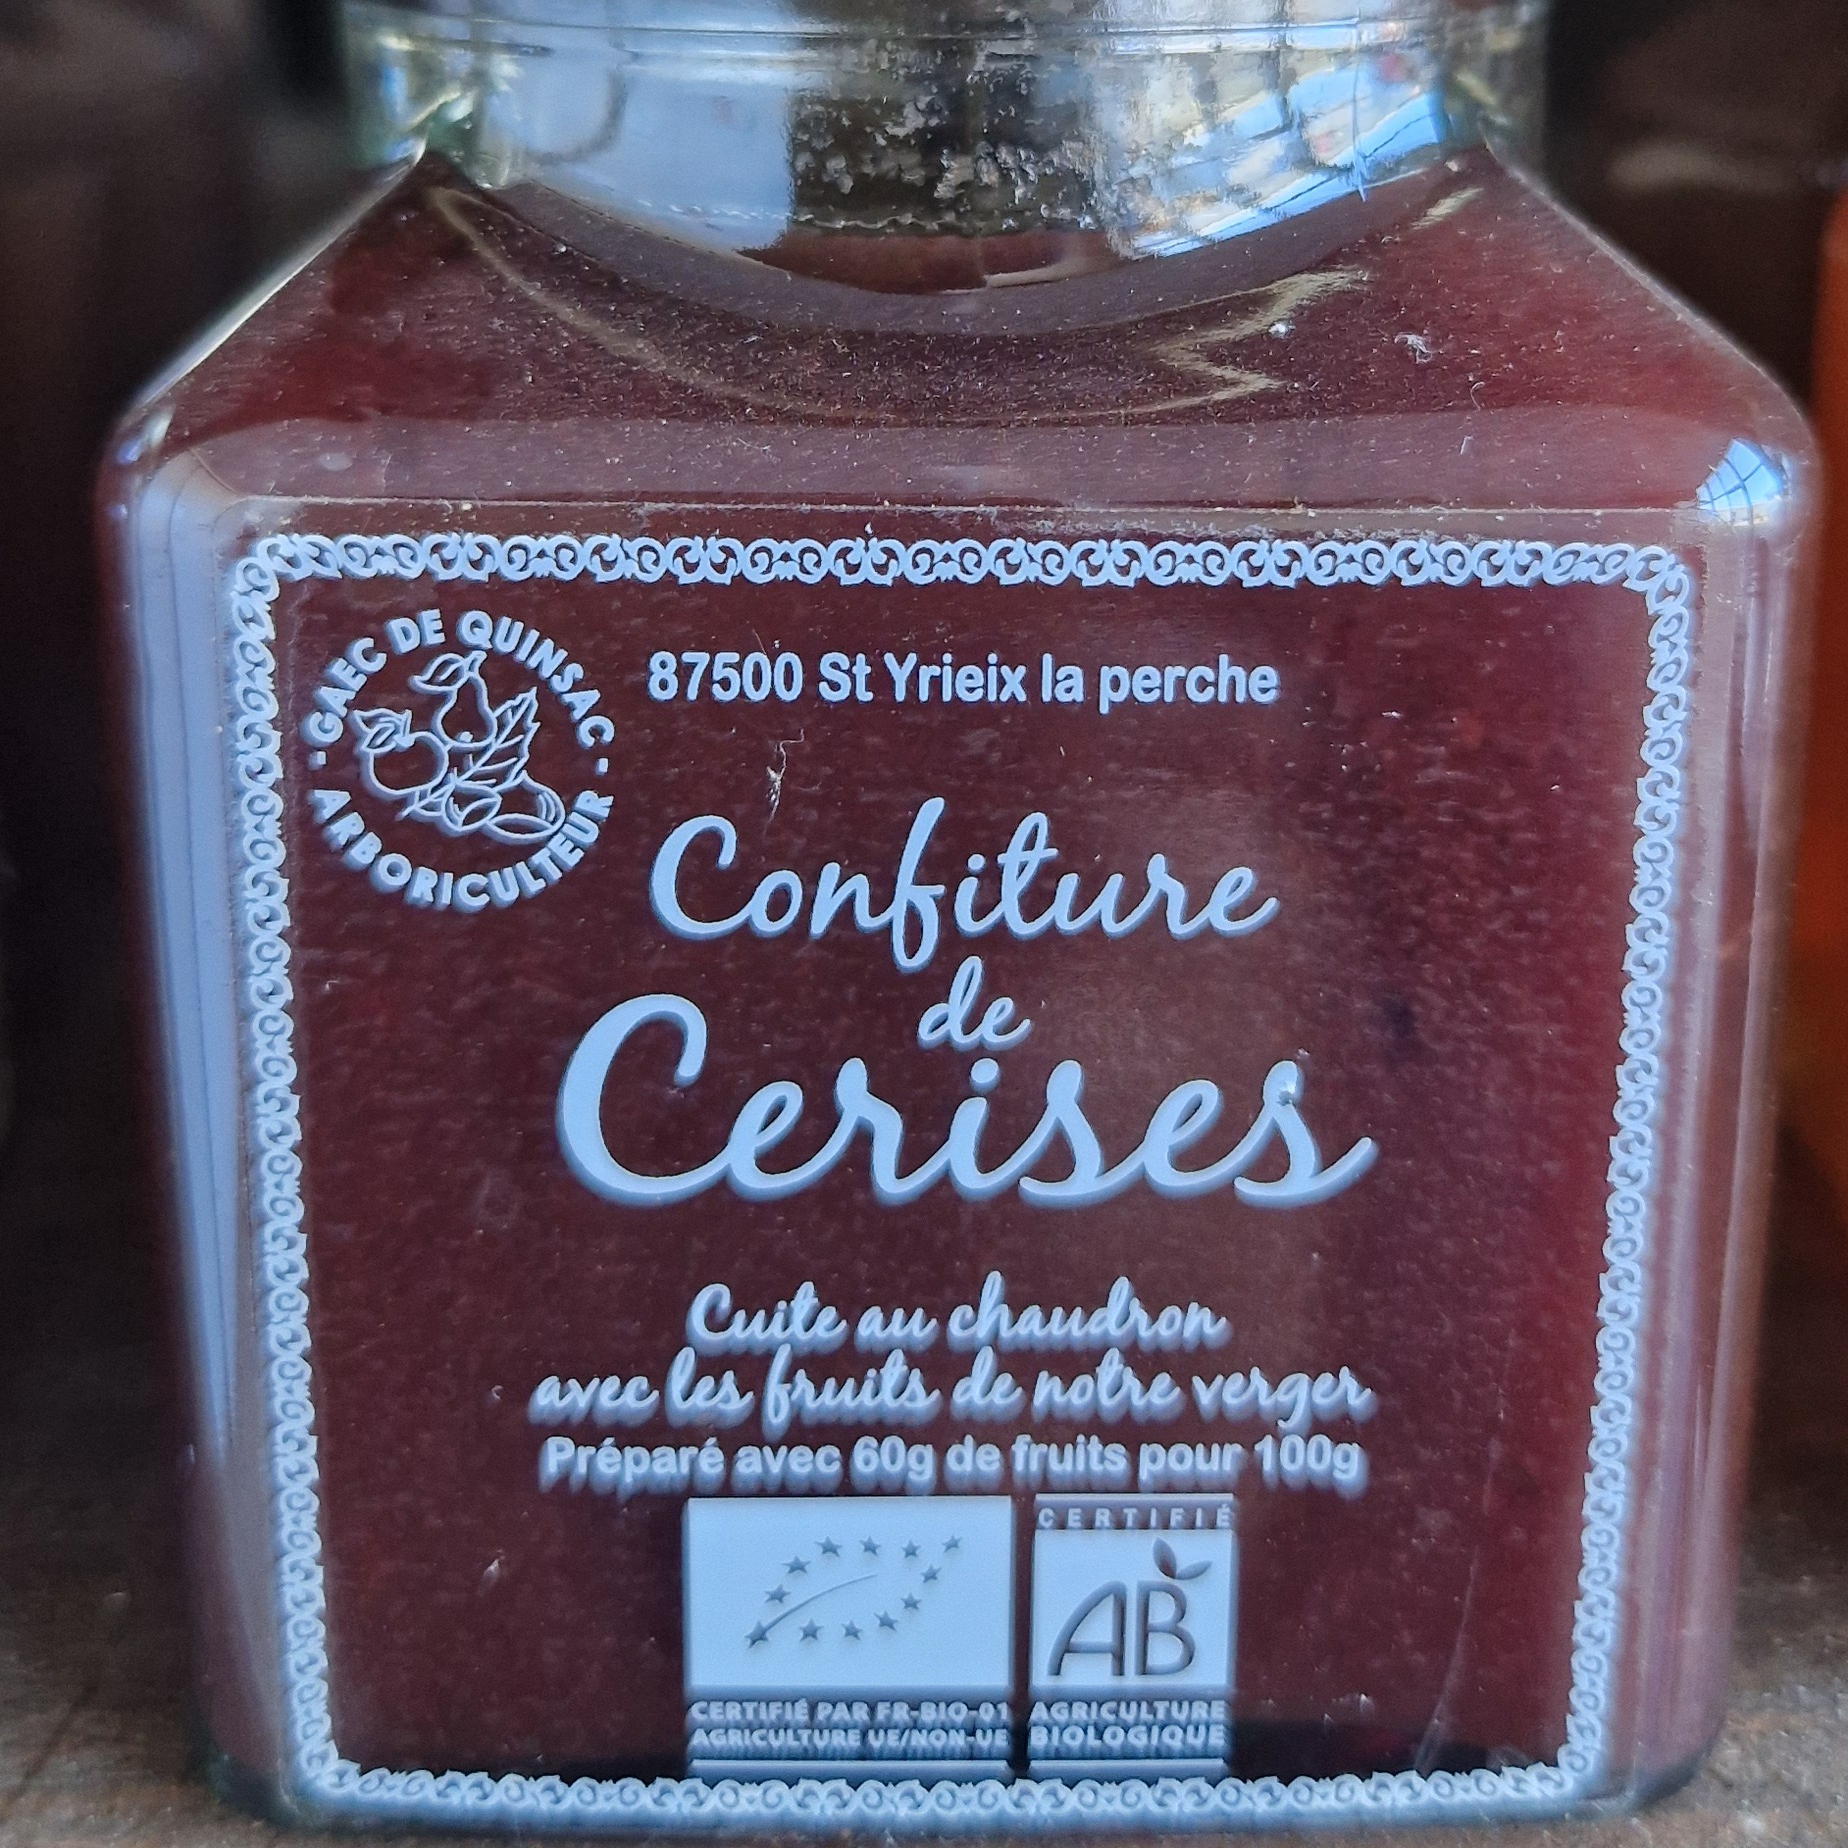 GAEC DE QUINSAC
ARBORICULTEUR
87500 St Yrieix la perche
Confiture
de
Cerises
Cuite au chaudron
avec les fruits de notre verger
Préparé avec 60g de fruits pour 100g
CERTIFIÉ
AB
CERTIFIÉ PAR FR-BIO-01
AGRICULTURE UE/NON-UE
AGRICULTURE
BIOLOGIQUE